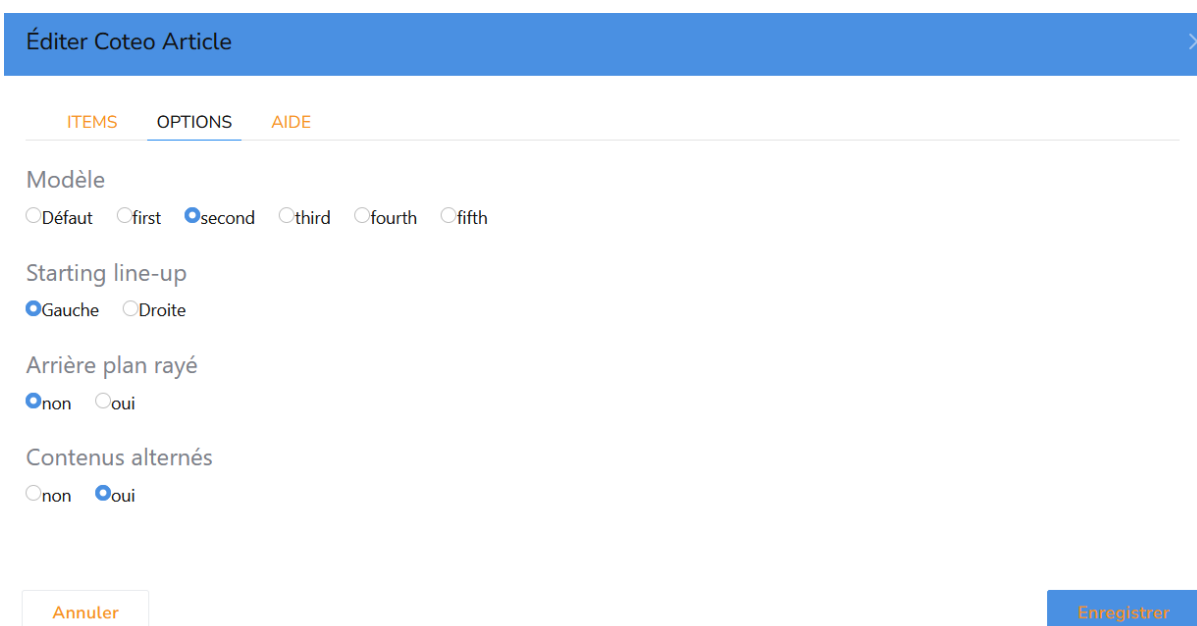 Éditer Coteo Article
ITEMS OPTIONS AIDE
Modèle
Défaut first second third fourth fifth
Starting line-up
Gauche Droite
Arrière plan rayé
non oui
Contenus alternés
non oui
Annuler Enregistrer